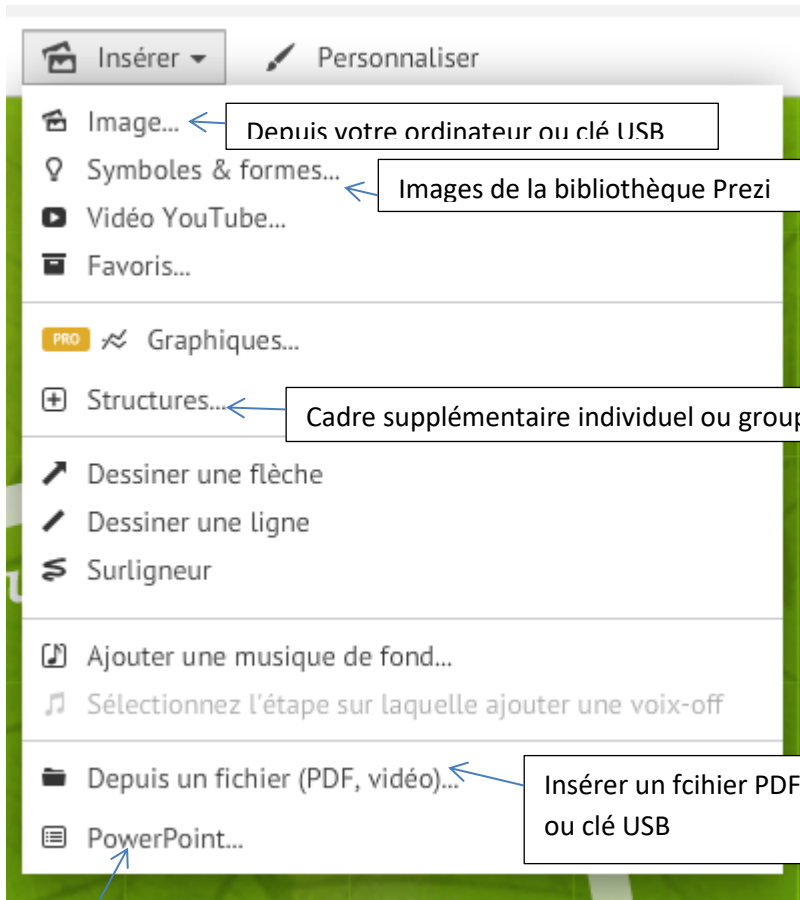 Insérer Personnaliser
Image...
Depuis votre ordinateur ou clé USB
Symboles & formes...
Images de la bibliothèque Prezi
Vidéo YouTube...
Favoris...
PRO Graphiques...
Structures...
Cadre supplémentaire individuel ou group
Dessiner une flèche
Dessiner une ligne
Surligneur
Ajouter une musique de fond...
Sélectionnez l'étape sur laquelle ajouter une voix-off
Depuis un fichier (PDF, vidéo)...
Insérer un fcihier PDF
ou clé USB
PowerPoint...